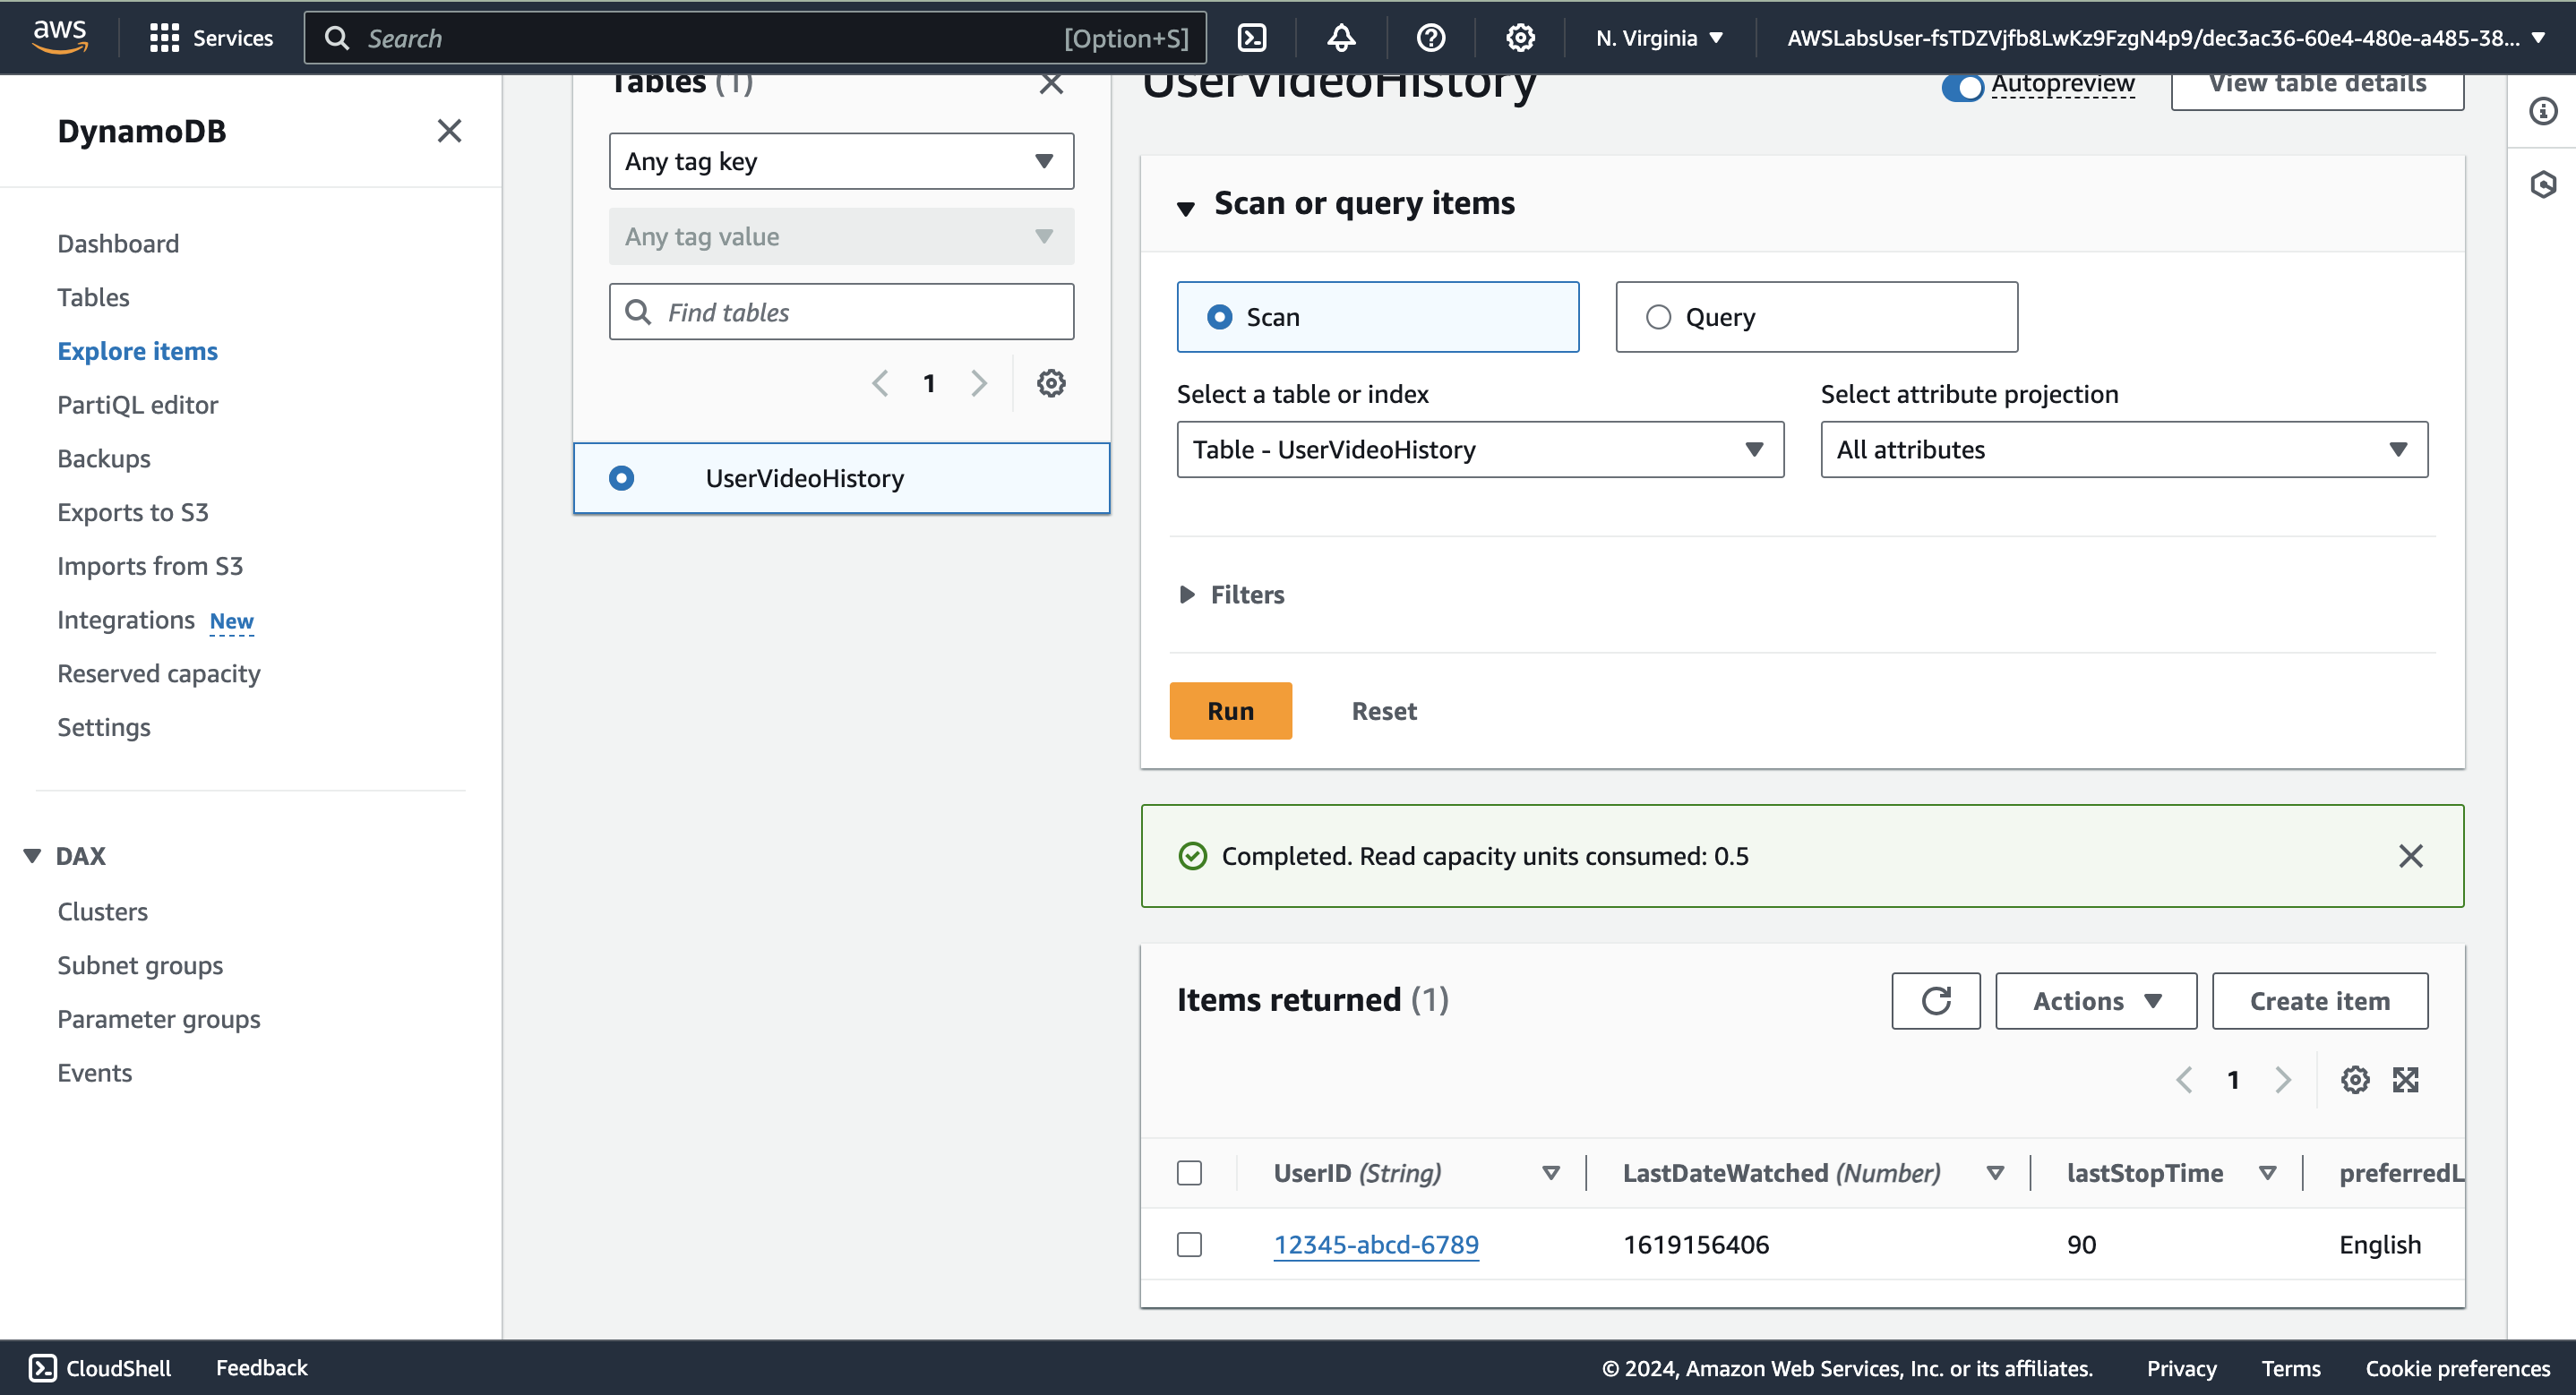 aws
Services
Search
[Option+S]
N. Virginia
AWSLabsUser-fsTDZVjfb8LwKz9FzgN4p9/dec3ac36-60e4-480e-a485-38...
DynamoDB
Dashboard
Tables
Explore items
PartiQL editor
Backups
Exports to S3
Imports from S3
Integrations New
Reserved capacity
Settings
DAX
Clusters
Subnet groups
Parameter groups
Events
Tables (1)
Any tag key
Any tag value
Find tables
1
UserVideoHistory
UserVideoHistory
Autopreview
View table details
Scan or query items
Scan
Query
Select a table or index
Select attribute projection
Table - UserVideoHistory
All attributes
Filters
Run
Reset
Completed. Read capacity units consumed: 0.5
Items returned (1)
Actions
Create item
1
UserID (String)
LastDateWatched (Number)
lastStopTime
preferredL
12345-abcd-6789
1619156406
90
English
CloudShell
Feedback
© 2024, Amazon Web Services, Inc. or its affiliates.
Privacy
Terms
Cookie preferences